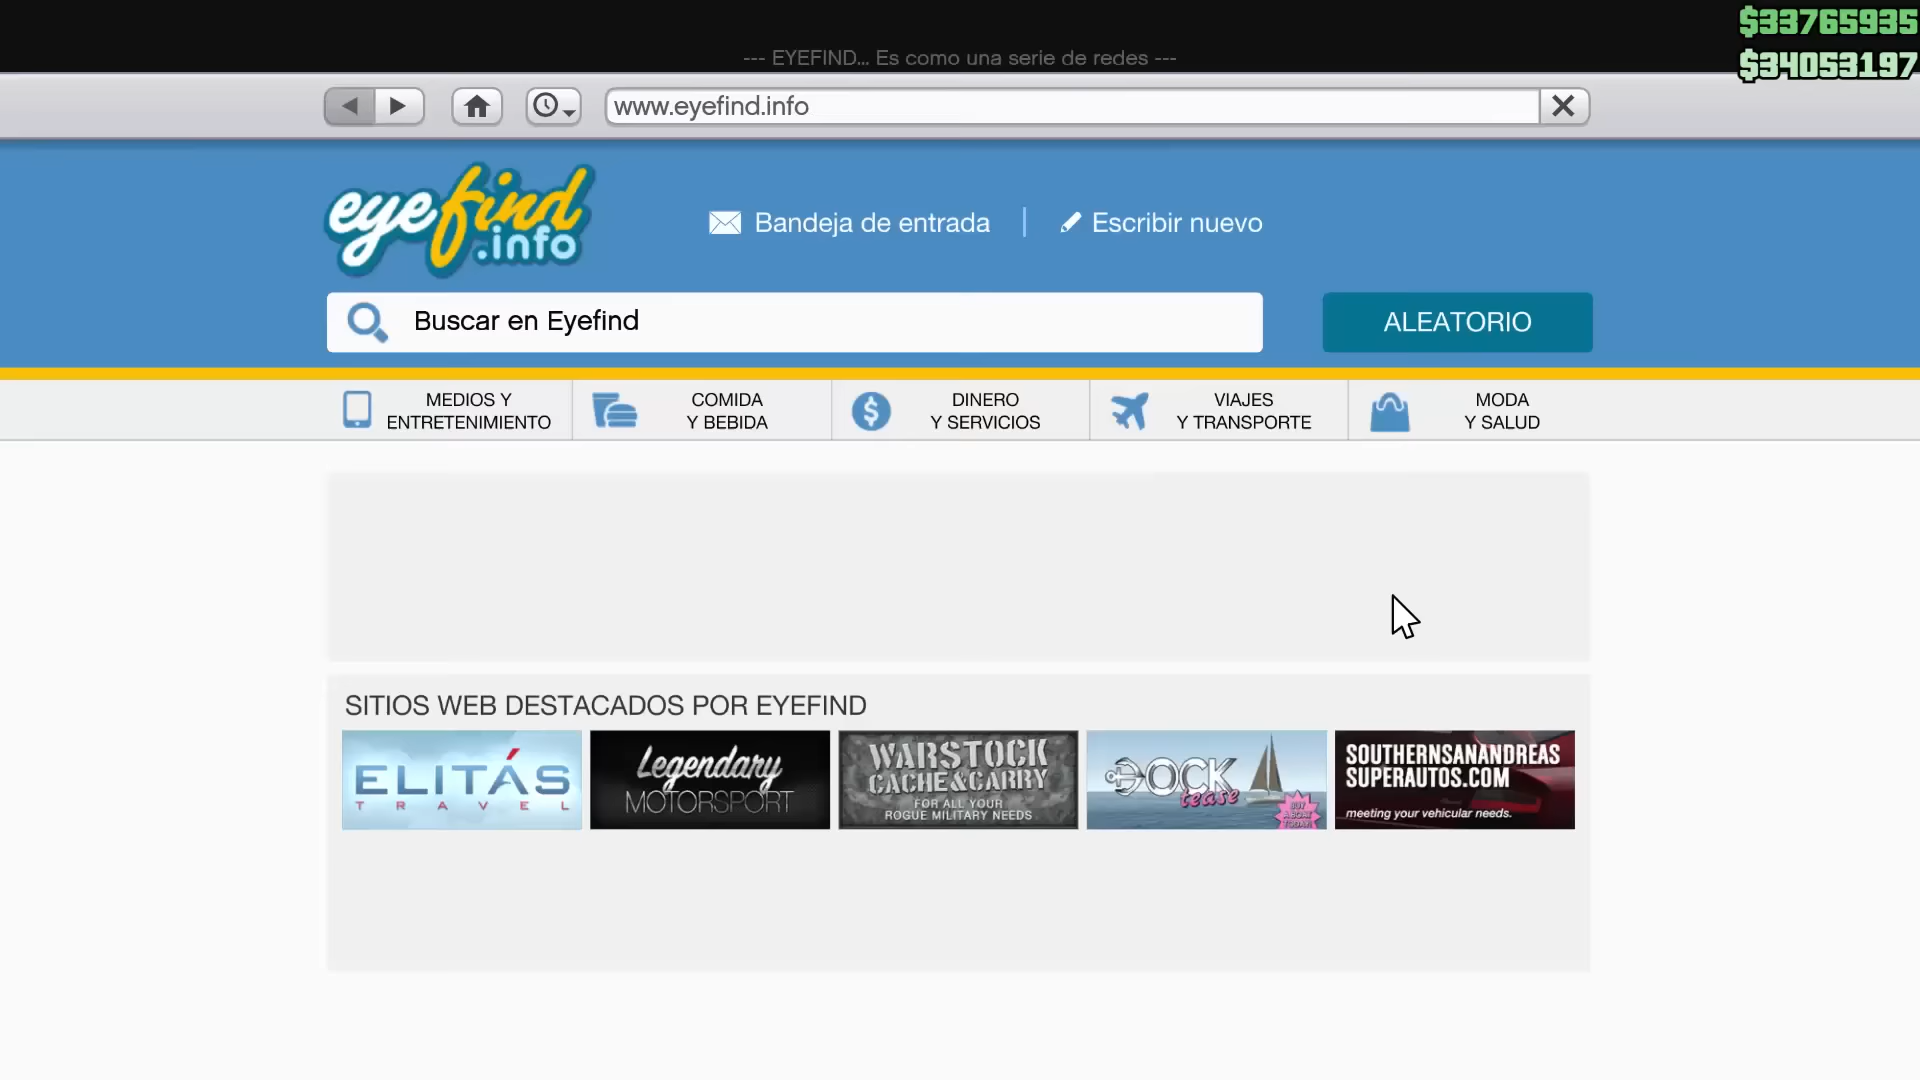 $33765935
--- EYEFIND... Es como una serie de redes ---
$34053197
www.eyefind.info
eyefind
.info
Bandeja de entrada
Escribir nuevo
Buscar en Eyefind
ALEATORIO
MEDIOS Y
ENTRETENIMIENTO
COMIDA
Y BEBIDA
DINERO
Y SERVICIOS
VIAJES
Y TRANSPORTE
MODA
Y SALUD
SITIOS WEB DESTACADOS POR EYEFIND
ELITÁS
TRAVEL
Legendary
MOTORSPORT
WARSTOCK
CACHE&CARRY
FOR ALL YOUR
ROGUE MILITARY NEEDS
DOCK
tease
BUY
A BOAT
TODAY!
SOUTHERNSANANDREAS
SUPERAUTOS.COM
meeting your vehicular needs.